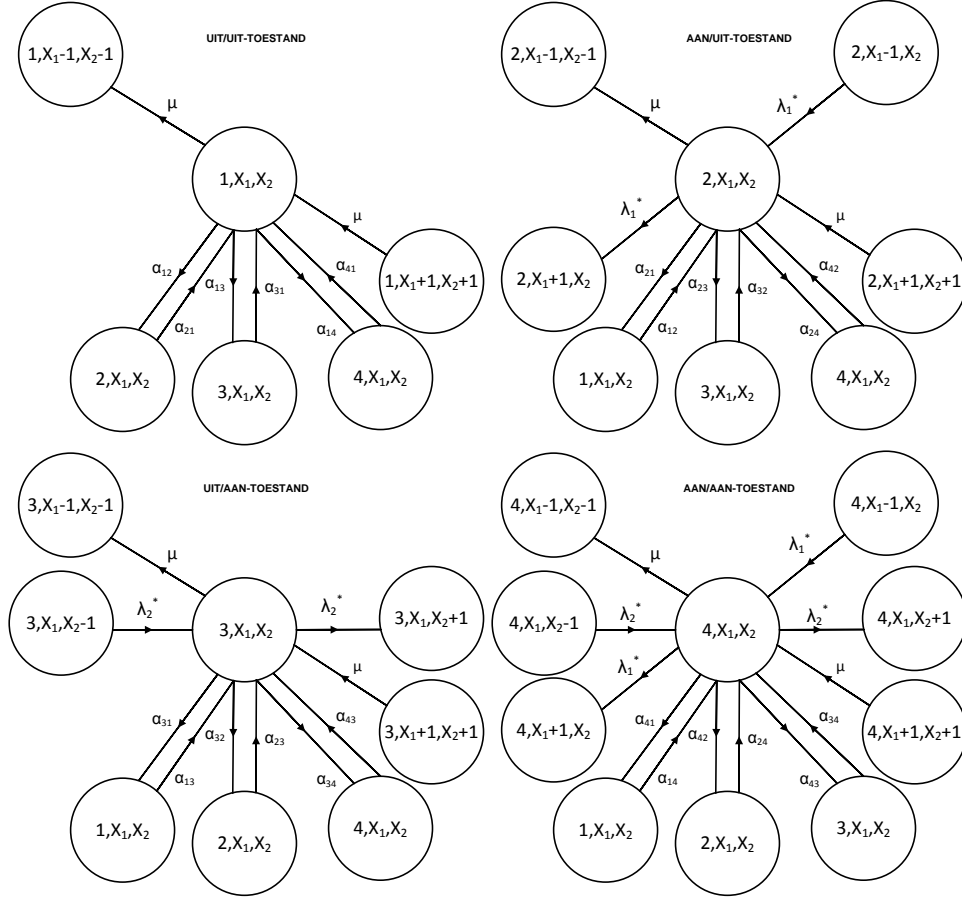 UIT/UIT-TOESTAND
1,X₁-1,X₂-1
μ
1,X₁,X₂
μ
1,X₁+1,X₂+1
α₁₂
α₂₁
α₁₃
α₃₁
α₁₄
α₄₁
2,X₁,X₂
3,X₁,X₂
4,X₁,X₂
AAN/UIT-TOESTAND
2,X₁-1,X₂-1
2,X₁-1,X₂
μ
λ₁*
2,X₁,X₂
λ₁*
μ
2,X₁+1,X₂
2,X₁+1,X₂+1
α₂₁
α₁₂
α₂₃
α₃₂
α₂₄
α₄₂
1,X₁,X₂
3,X₁,X₂
4,X₁,X₂
UIT/AAN-TOESTAND
3,X₁-1,X₂-1
μ
3,X₁,X₂-1
λ₂*
3,X₁,X₂
λ₂*
3,X₁,X₂+1
μ
3,X₁+1,X₂+1
α₃₁
α₁₃
α₃₂
α₂₃
α₃₄
α₄₃
1,X₁,X₂
2,X₁,X₂
4,X₁,X₂
AAN/AAN-TOESTAND
4,X₁-1,X₂-1
4,X₁-1,X₂
μ
λ₁*
4,X₁,X₂-1
λ₂*
4,X₁,X₂
λ₂*
4,X₁,X₂+1
λ₁*
μ
4,X₁+1,X₂
4,X₁+1,X₂+1
α₄₁
α₁₄
α₄₂
α₂₄
α₄₃
α₃₄
1,X₁,X₂
2,X₁,X₂
3,X₁,X₂